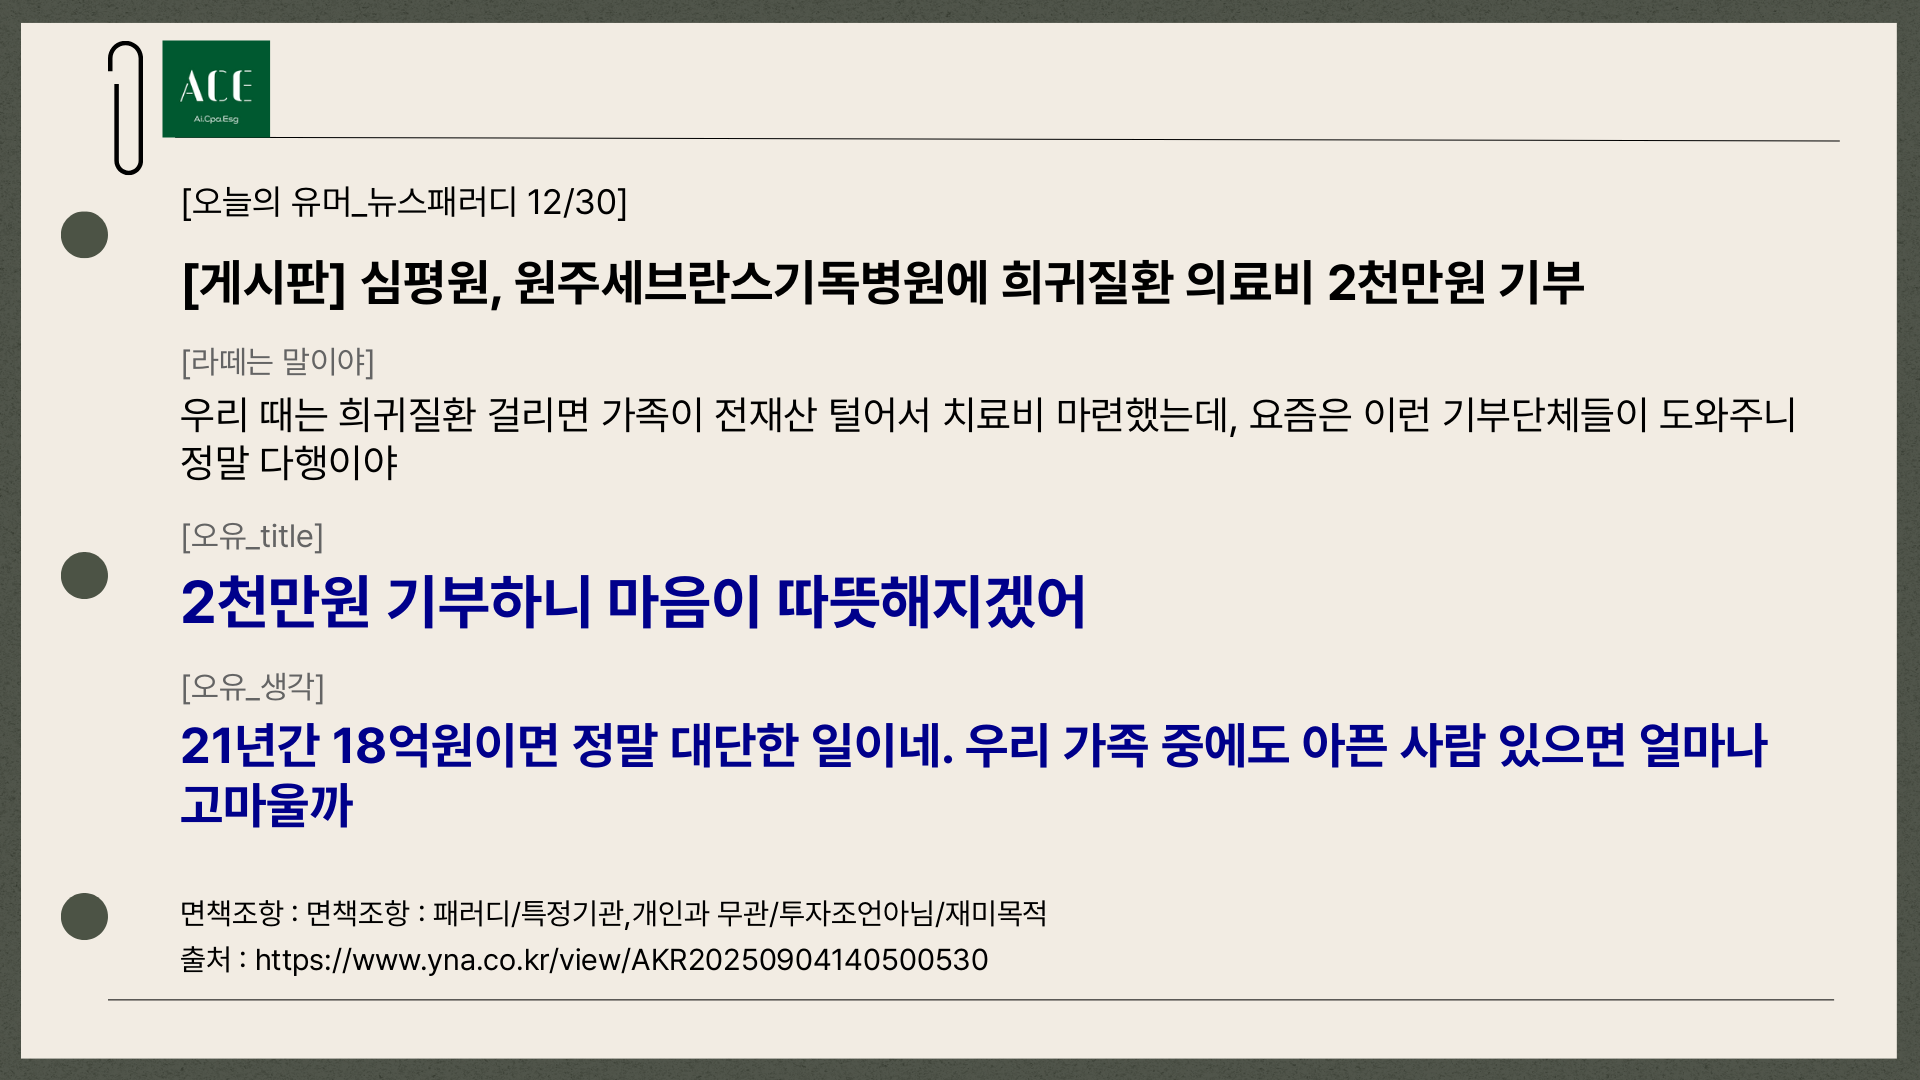 ACE
Ai.Cpa.Esg
[오늘의 유머_뉴스패러디 12/30]
[게시판] 심평원, 원주세브란스기독병원에 희귀질환 의료비 2천만원 기부
[라떼는 말이야]
우리 때는 희귀질환 걸리면 가족이 전재산 털어서 치료비 마련했는데, 요즘은 이런 기부단체들이 도와주니
정말 다행이야
[오유_title]
2천만원 기부하니 마음이 따뜻해지겠어
[오유_생각]
21년간 18억원이면 정말 대단한 일이네. 우리 가족 중에도 아픈 사람 있으면 얼마나
고마울까
면책조항 : 면책조항 : 패러디/특정기관,개인과 무관/투자조언아님/재미목적
출처 : https://www.yna.co.kr/view/AKR20250904140500530